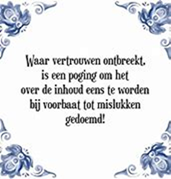 Waar vertrouwen ontbreekt,
is een poging om het
over de inhoud eens te worden
bij voorbaat tot mislukken
gedoemd!